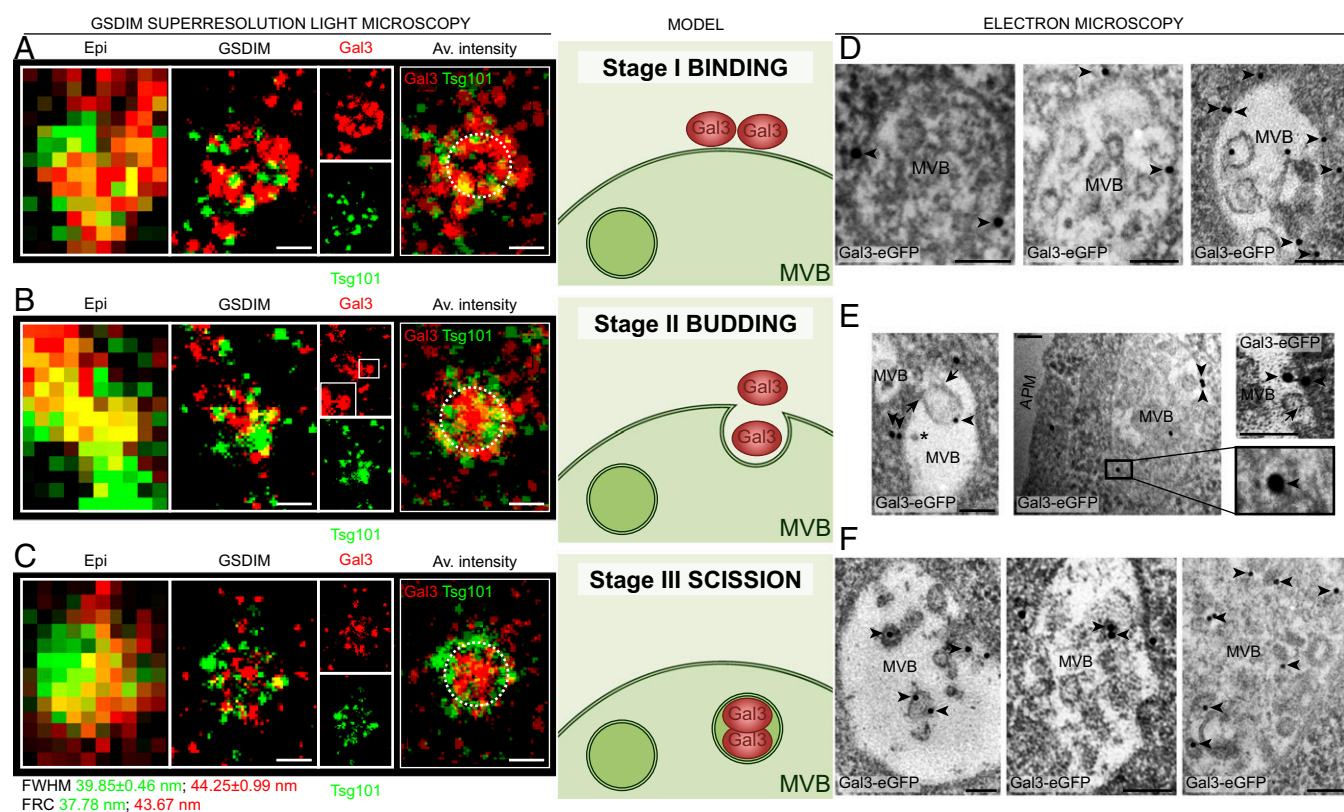 GSDIM SUPERRESOLUTION LIGHT MICROSCOPY
MODEL
ELECTRON MICROSCOPY
A
Epi
GSDIM
Gal3
Av. intensity
Gal3 Tsg101
Tsg101
Stage I BINDING
Gal3
Gal3
MVB
D
MVB
Gal3-eGFP
MVB
Gal3-eGFP
MVB
Gal3-eGFP
B
Epi
GSDIM
Gal3
Av. intensity
Gal3 Tsg101
Tsg101
Stage II BUDDING
Gal3
Gal3
MVB
E
MVB
*
MVB
Gal3-eGFP
APM
MVB
Gal3-eGFP
Gal3-eGFP
MVB
C
Epi
GSDIM
Gal3
Av. intensity
Gal3 Tsg101
Tsg101
Stage III SCISSION
Gal3
Gal3
MVB
F
MVB
Gal3-eGFP
MVB
Gal3-eGFP
MVB
Gal3-eGFP
FWHM 39.85±0.46 nm; 44.25±0.99 nm
FRC 37.78 nm; 43.67 nm